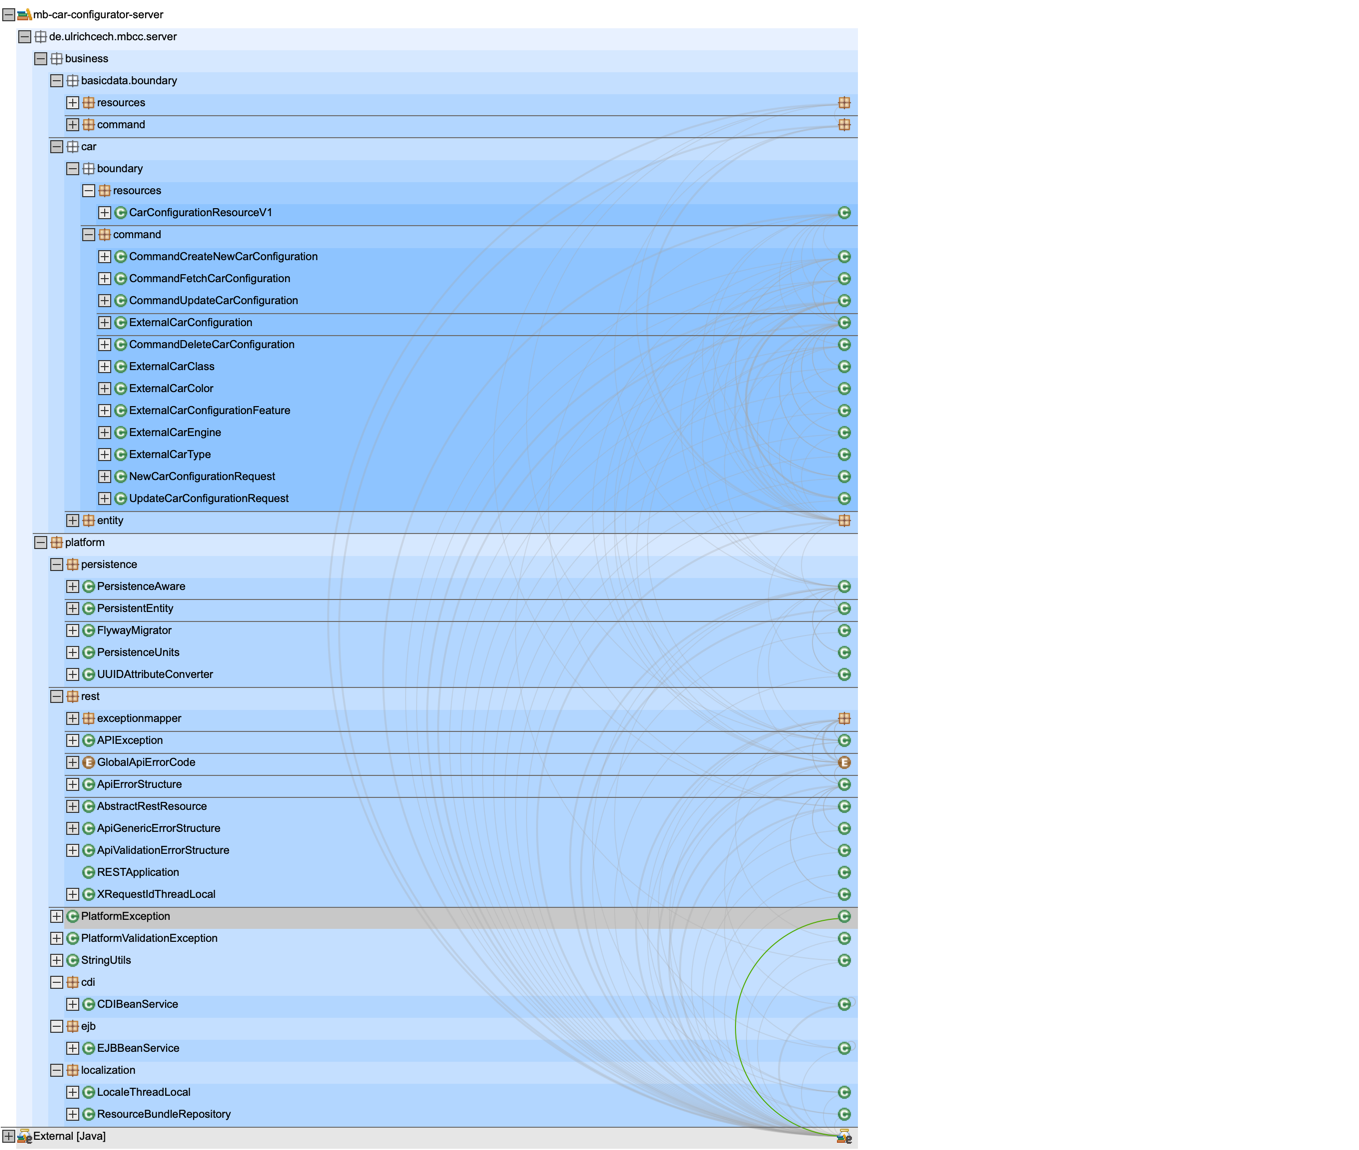 mb-car-configurator-server
de.ulrichcech.mbcc.server
business
basicdata.boundary
resources
command
car
boundary
resources
CarConfigurationResourceV1
command
CommandCreateNewCarConfiguration
CommandFetchCarConfiguration
CommandUpdateCarConfiguration
ExternalCarConfiguration
CommandDeleteCarConfiguration
ExternalCarClass
ExternalCarColor
ExternalCarConfigurationFeature
ExternalCarEngine
ExternalCarType
NewCarConfigurationRequest
UpdateCarConfigurationRequest
entity
platform
persistence
PersistenceAware
PersistentEntity
FlywayMigrator
PersistenceUnits
UUIDAttributeConverter
rest
exceptionmapper
APIException
GlobalApiErrorCode
ApiErrorStructure
AbstractRestResource
ApiGenericErrorStructure
ApiValidationErrorStructure
RESTApplication
XRequestIdThreadLocal
PlatformException
PlatformValidationException
StringUtils
cdi
CDIBeanService
ejb
EJBBeanService
localization
LocaleThreadLocal
ResourceBundleRepository
External [Java]